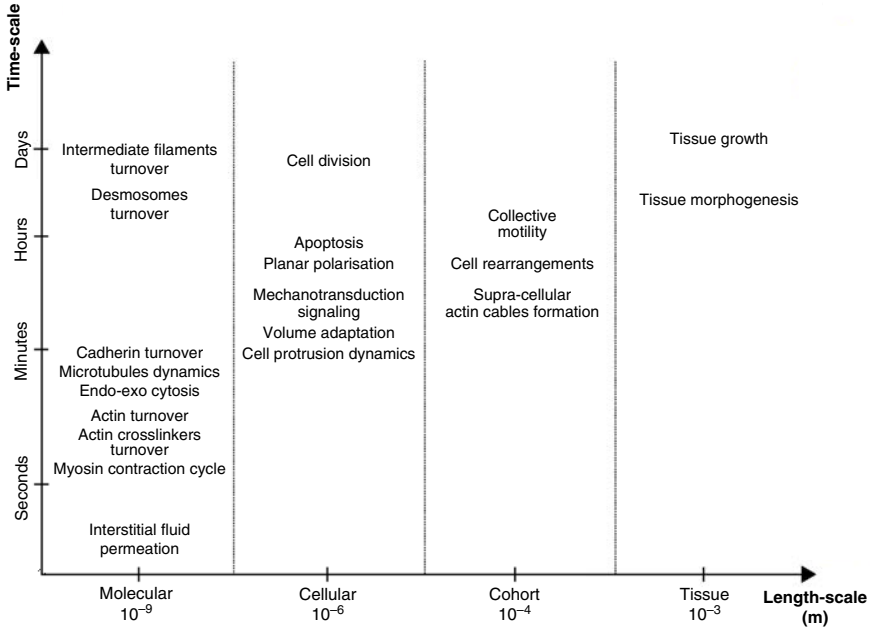 Time-scale
Days
Hours
Minutes
Seconds
Intermediate filaments
turnover
Desmosomes
turnover
Cadherin turnover
Microtubules dynamics
Endo-exo cytosis
Actin turnover
Actin crosslinkers
turnover
Myosin contraction cycle
Interstitial fluid
permeation
Cell division
Apoptosis
Planar polarisation
Mechanotransduction
signaling
Volume adaptation
Cell protrusion dynamics
Collective
motility
Cell rearrangements
Supra-cellular
actin cables formation
Tissue growth
Tissue morphogenesis
Molecular
10⁻⁹
Cellular
10⁻⁶
Cohort
10⁻⁴
Tissue
10⁻³
Length-scale
(m)